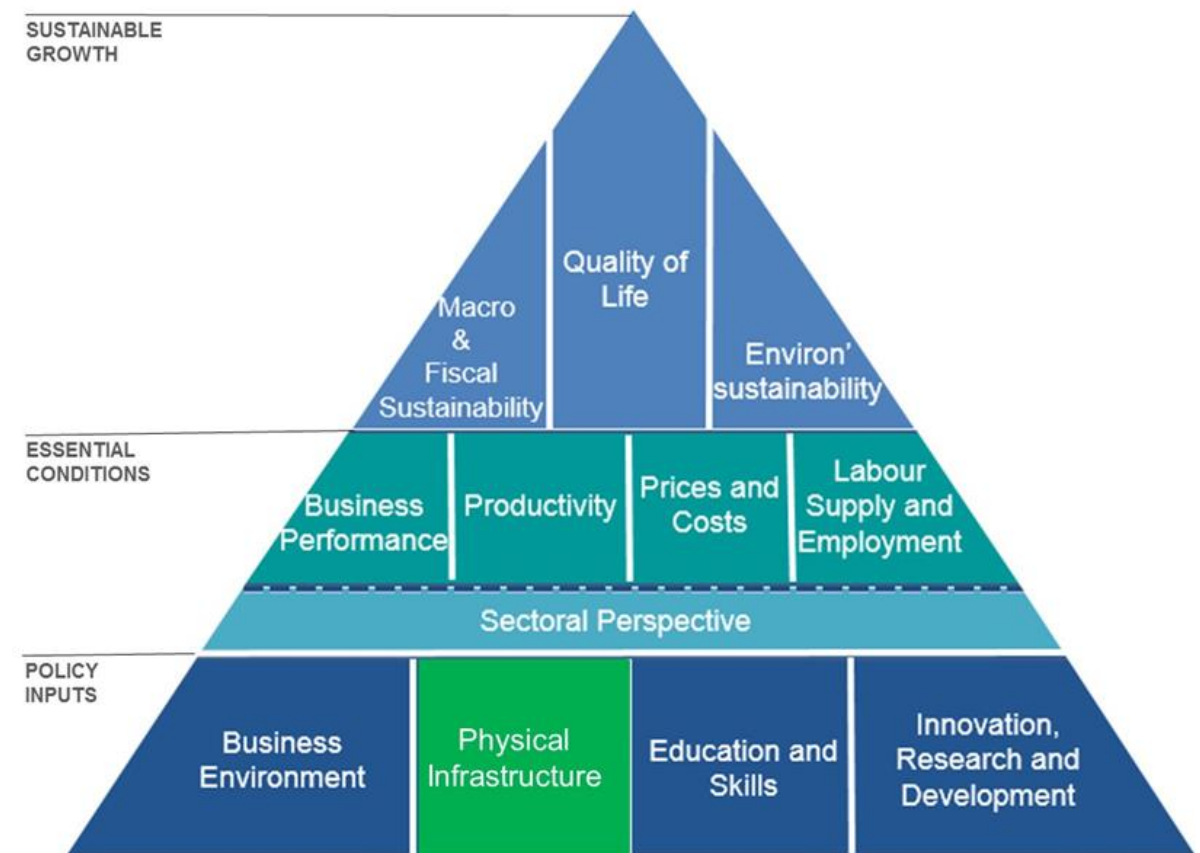 SUSTAINABLE
GROWTH
Quality of
Life
Macro
&
Fiscal
Sustainability
Environ’
sustainability
ESSENTIAL
CONDITIONS
Business
Performance
Productivity
Prices and
Costs
Labour
Supply and
Employment
Sectoral Perspective
POLICY
INPUTS
Business
Environment
Physical
Infrastructure
Education and
Skills
Innovation,
Research and
Development